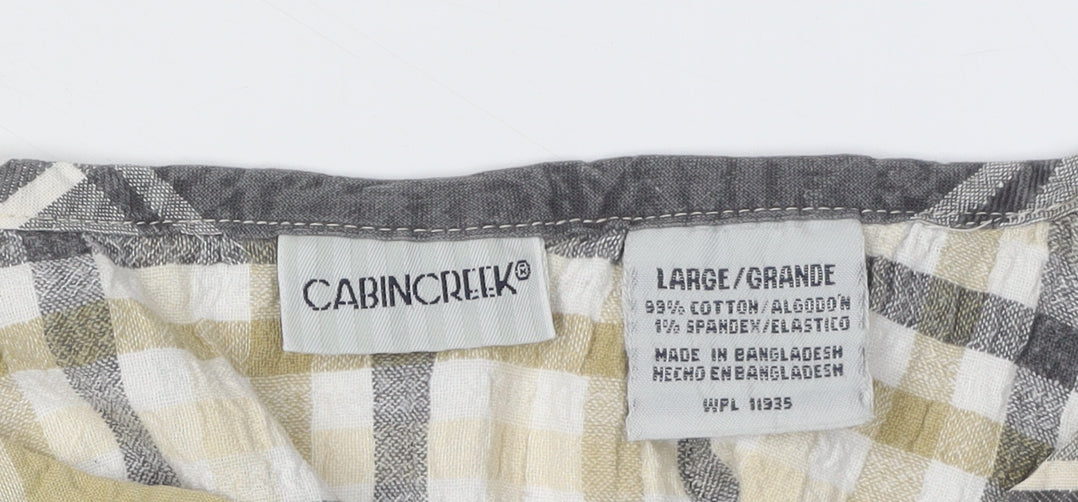 CABINCREEK®
LARGE/GRANDE
99% COTTON/ALGODO'N
1% SPANDEX/ELASTICO
MADE IN BANGLADESH
HECHO EN BANGLADESH
WPL 11935